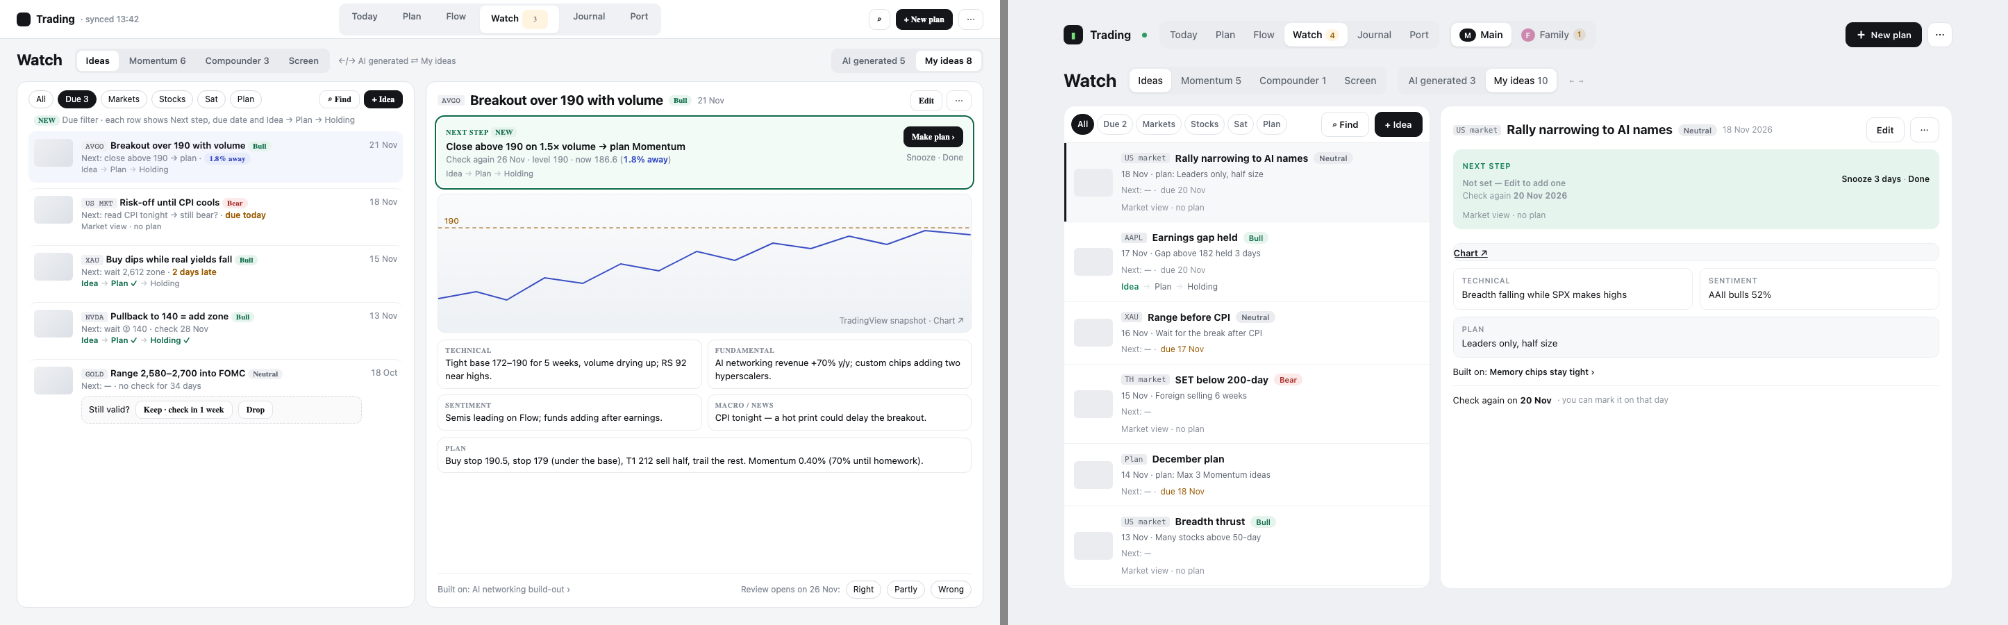 Trading · synced 13:42
Today Plan Flow Watch 3 Journal Port
+ New plan ···
Watch
Ideas Momentum 6 Compounder 3 Screen
←/→ AI generated ⇄ My ideas
AI generated 5 My ideas 8
All Due 3 Markets Stocks Sat Plan
⌕ Find + Idea
NEW Due filter · each row shows Next step, due date and Idea → Plan → Holding
AVGO Breakout over 190 with volume Bull 21 Nov
Next: close above 190 → plan · 1.8% away
Idea → Plan → Holding
US MKT Risk-off until CPI cools Bear 18 Nov
Next: read CPI tonight → still bear? · due today
Market view · no plan
XAU Buy dips while real yields fall Bull 15 Nov
Next: wait 2,612 zone · 2 days late
Idea → Plan ✓ → Holding
NVDA Pullback to 140 = add zone Bull 13 Nov
Next: wait ② 140 · check 28 Nov
Idea → Plan ✓ → Holding ✓
GOLD Range 2,580–2,700 into FOMC Neutral 18 Oct
Next: — · no check for 34 days
Still valid? Keep · check in 1 week Drop
AVGO Breakout over 190 with volume Bull 21 Nov
Edit ···
NEXT STEP NEW
Close above 190 on 1.5× volume → plan Momentum
Check again 26 Nov · level 190 · now 186.6 (1.8% away)
Idea → Plan → Holding
Make plan ›
Snooze · Done
190
TradingView snapshot · Chart ↗
TECHNICAL
Tight base 172–190 for 5 weeks, volume drying up; RS 92 near highs.
FUNDAMENTAL
AI networking revenue +70% y/y; custom chips adding two hyperscalers.
SENTIMENT
Semis leading on Flow; funds adding after earnings.
MACRO / NEWS
CPI tonight — a hot print could delay the breakout.
PLAN
Buy stop 190.5, stop 179 (under the base), T1 212 sell half, trail the rest. Momentum 0.40% (70% until homework).
Built on: AI networking build-out ›
Review opens on 26 Nov: Right Partly Wrong
Trading
Today Plan Flow Watch 4 Journal Port
M Main F Family 1
+ New plan ···
Watch
Ideas Momentum 5 Compounder 1 Screen
AI generated 3 My ideas 10
← →
All Due 2 Markets Stocks Sat Plan
⌕ Find + Idea
US market Rally narrowing to AI names Neutral
18 Nov · plan: Leaders only, half size
Next: — · due 20 Nov
Market view · no plan
AAPL Earnings gap held Bull
17 Nov · Gap above 182 held 3 days
Next: — · due 20 Nov
Idea → Plan → Holding
XAU Range before CPI Neutral
16 Nov · Wait for the break after CPI
Next: — · due 17 Nov
TH market SET below 200-day Bear
15 Nov · Foreign selling 6 weeks
Next: —
Market view · no plan
Plan December plan
14 Nov · plan: Max 3 Momentum ideas
Next: — · due 18 Nov
US market Breadth thrust Bull
13 Nov · Many stocks above 50-day
Next: —
Market view · no plan
US market Rally narrowing to AI names Neutral 18 Nov 2026
Edit ···
NEXT STEP
Not set — Edit to add one
Check again 20 Nov 2026
Market view · no plan
Snooze 3 days · Done
Chart ↗
TECHNICAL
Breadth falling while SPX makes highs
SENTIMENT
AAII bulls 52%
PLAN
Leaders only, half size
Built on: Memory chips stay tight ›
Check again on 20 Nov · you can mark it on that day